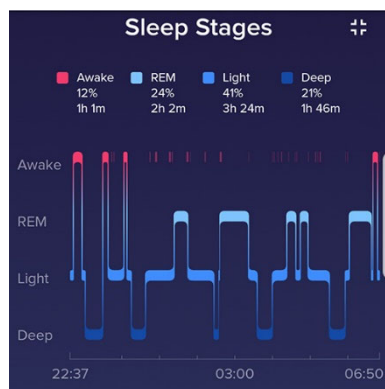 Sleep Stages
Awake REM Light Deep
12% 24% 41% 21%
1h 1m 2h 2m 3h 24m 1h 46m
Awake
REM
Light
Deep
22:37 03:00 06:50